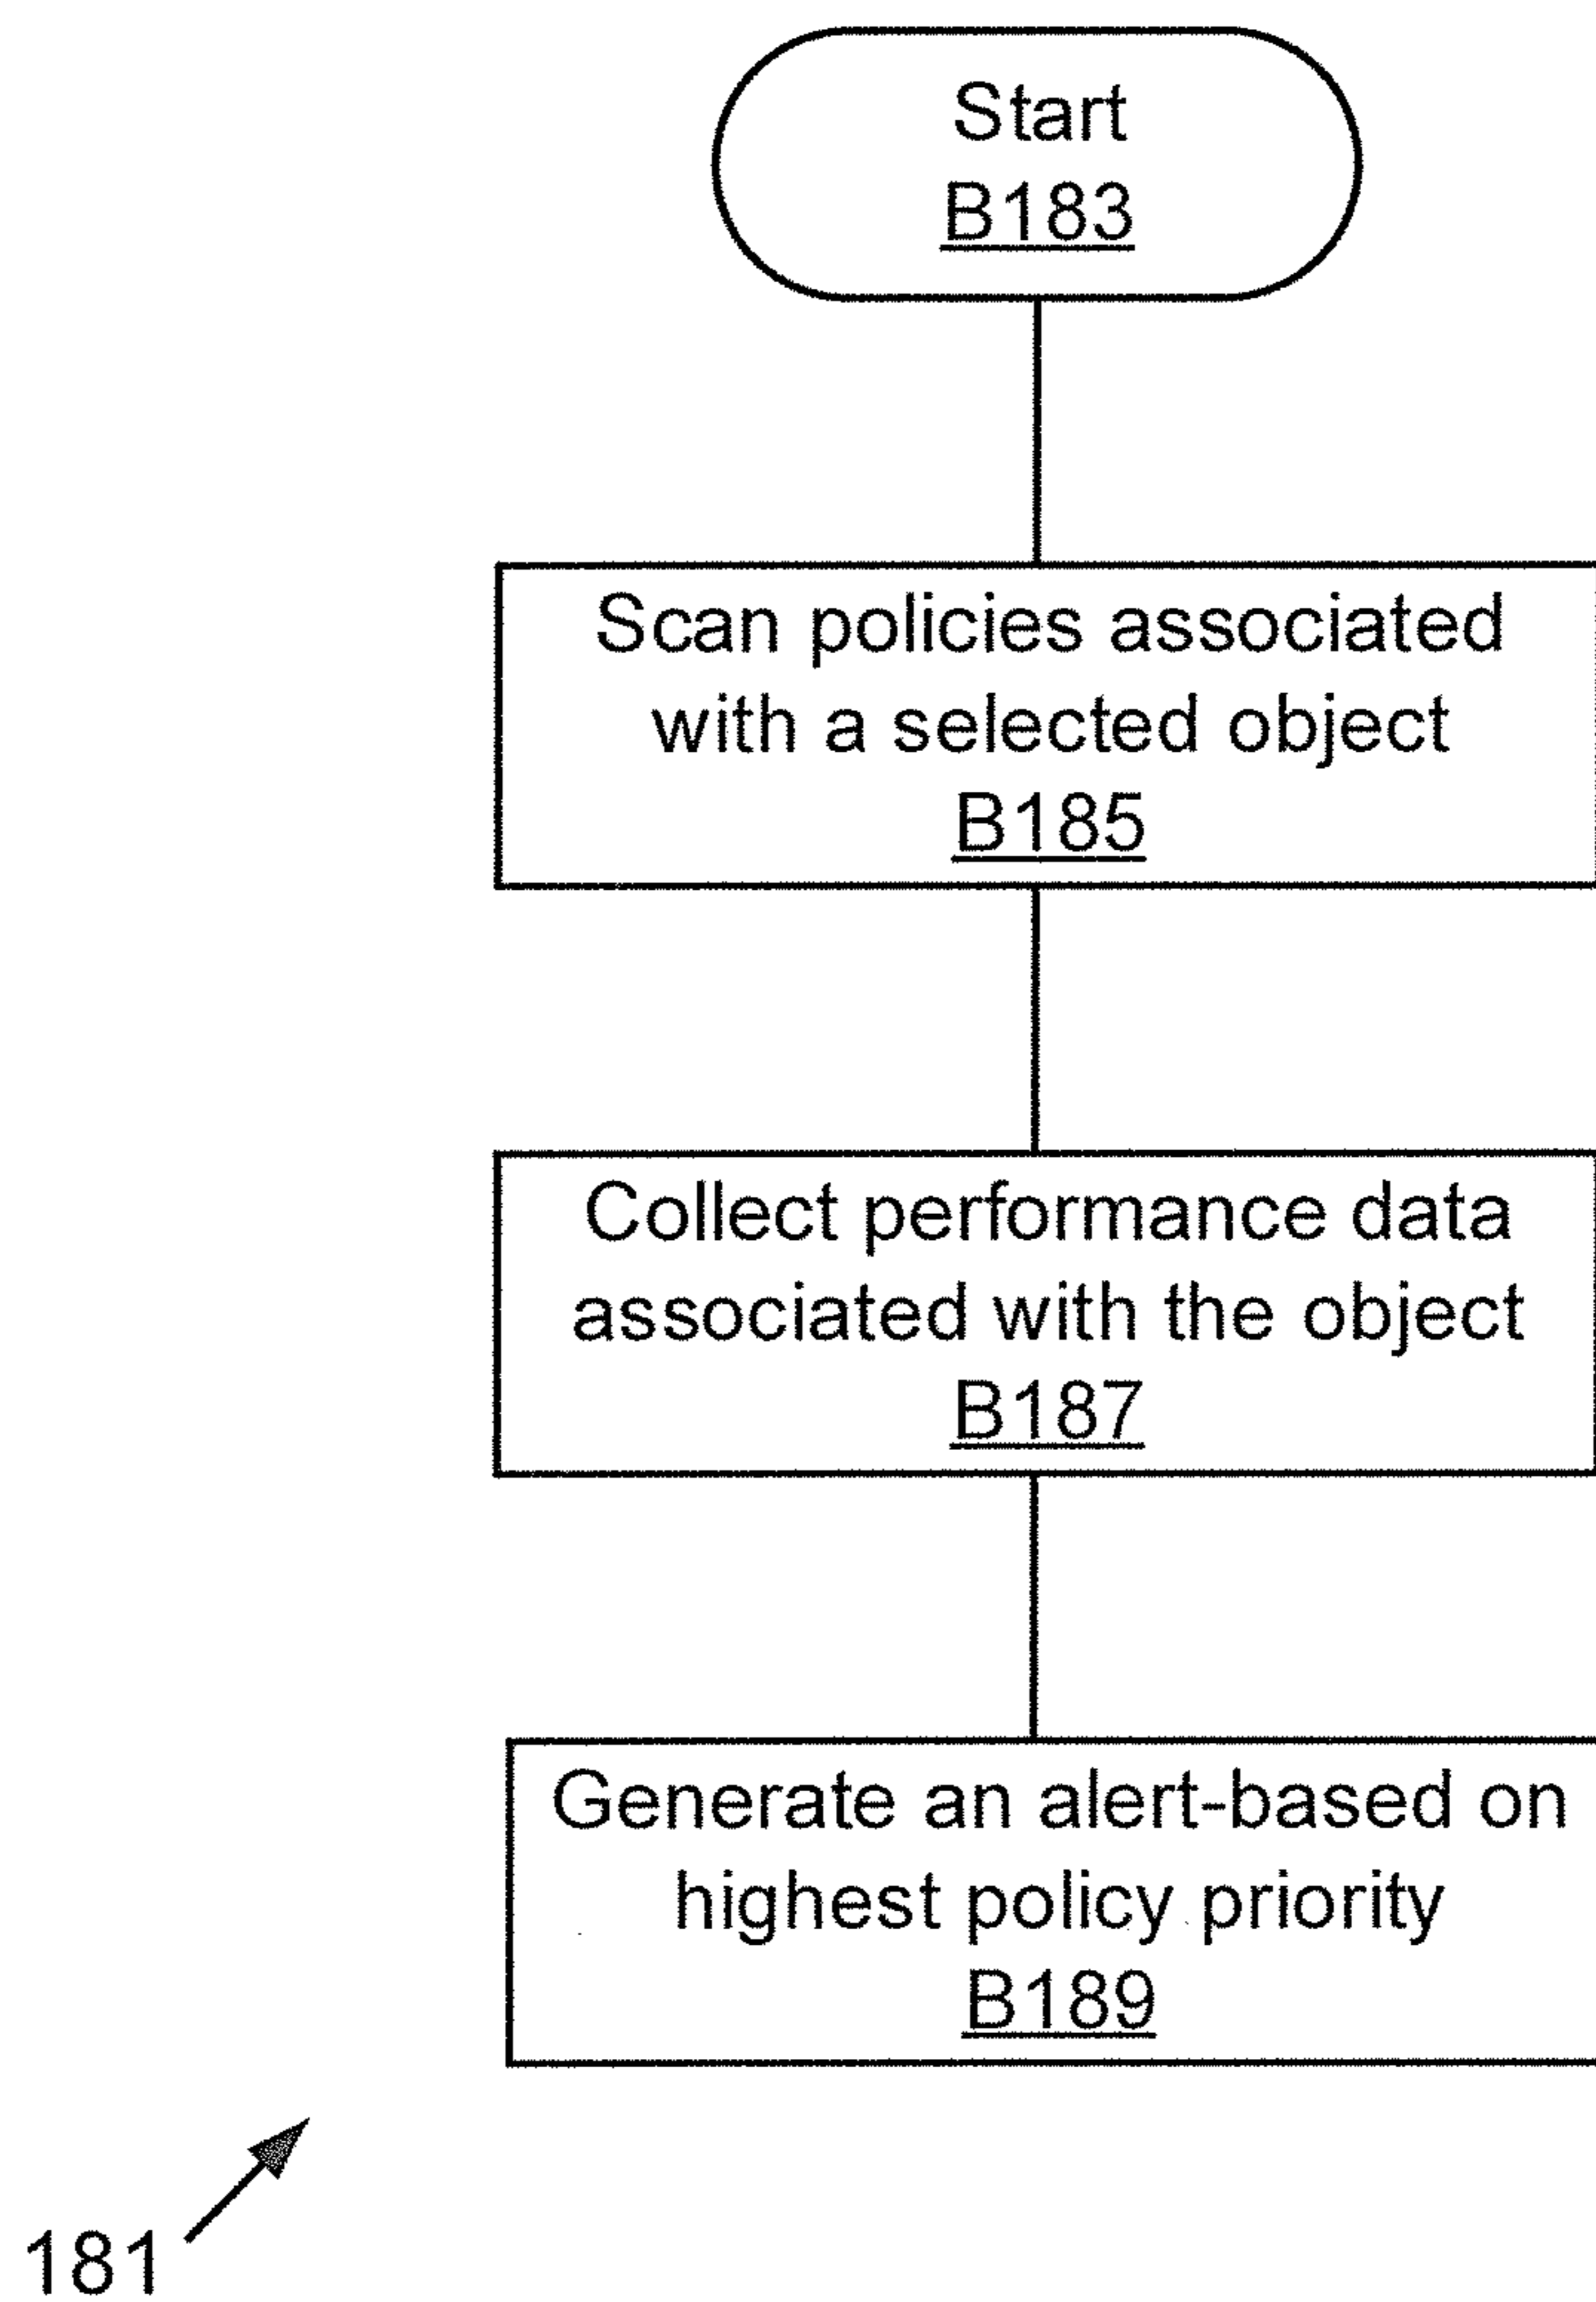 Start
B183
Scan policies associated
with a selected object
B185
Collect performance data
associated with the object
B187
Generate an alert-based on
highest policy priority
B189
181